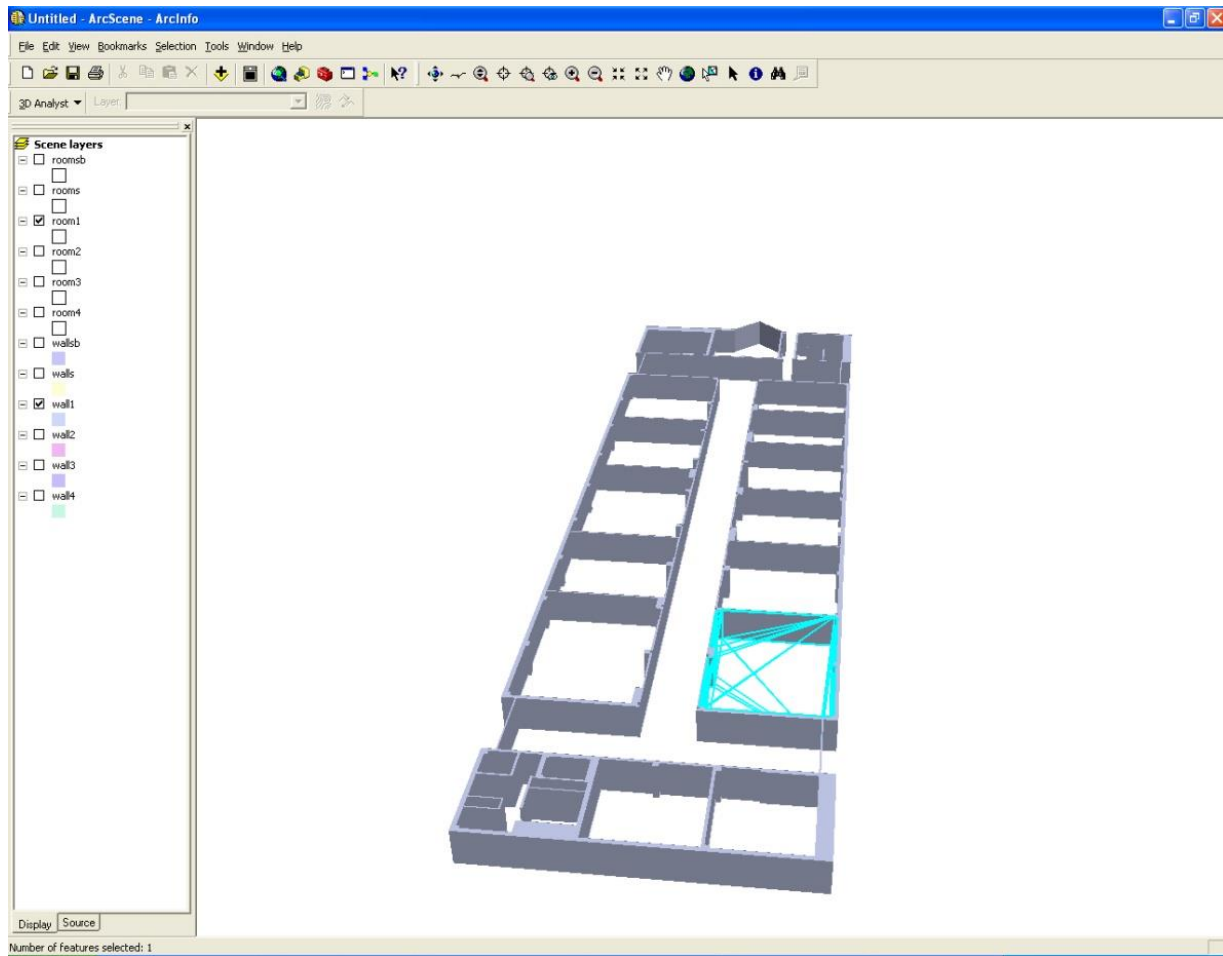 Untitled - ArcScene - ArcInfo
File Edit View Bookmarks Selection Tools Window Help
3D Analyst Layer:
Scene layers
roomsb
rooms
room1
room2
room3
room4
wallsb
walls
wall1
wall2
wall3
wall4
Display Source
Number of features selected: 1